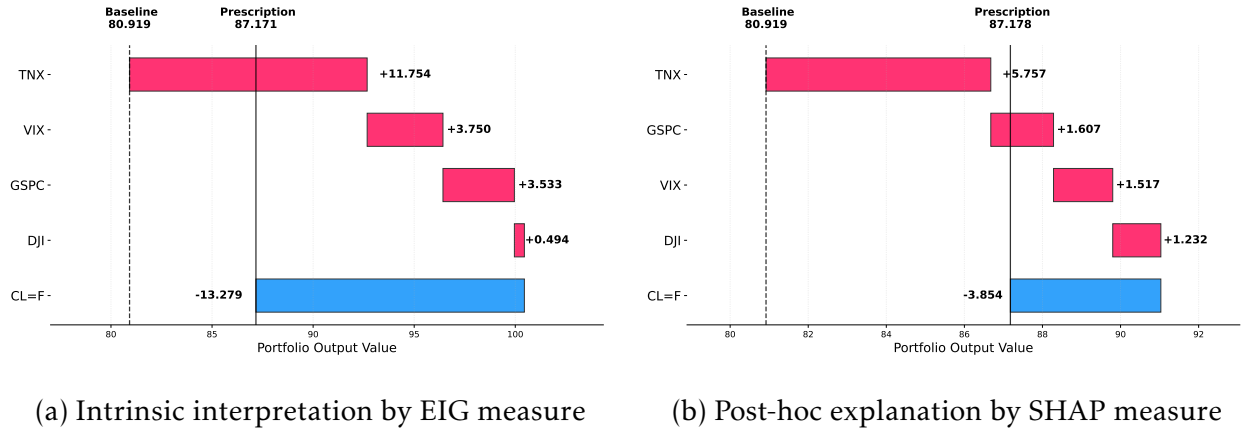 Baseline
80.919
Prescription
87.171
TNX
+11.754
VIX
+3.750
GSPC
+3.533
DJI
+0.494
CL=F
-13.279
80 85 90 95 100
Portfolio Output Value
(a) Intrinsic interpretation by EIG measure
Baseline
80.919
Prescription
87.178
TNX
+5.757
GSPC
+1.607
VIX
+1.517
DJI
+1.232
CL=F
-3.854
80 82 84 86 88 90 92
Portfolio Output Value
(b) Post-hoc explanation by SHAP measure